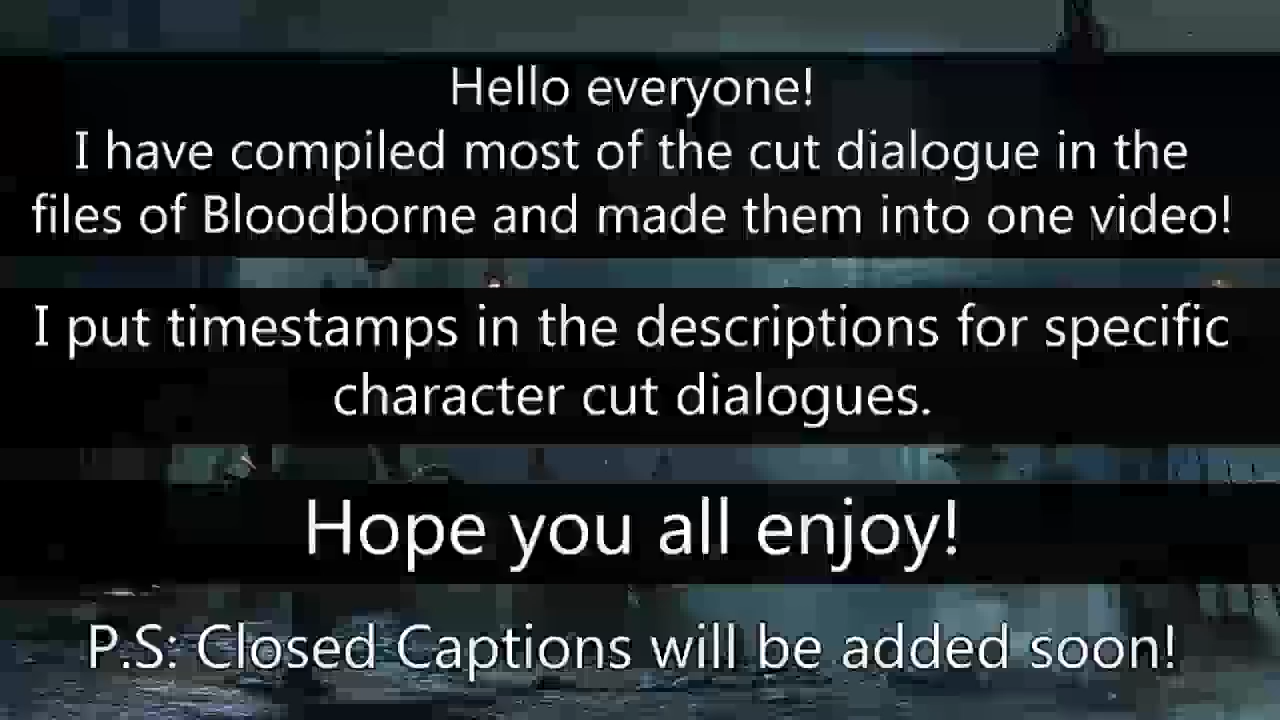 Hello everyone!
I have compiled most of the cut dialogue in the
files of Bloodborne and made them into one video!
I put timestamps in the descriptions for specific
character cut dialogues.
Hope you all enjoy!
P.S: Closed Captions will be added soon!